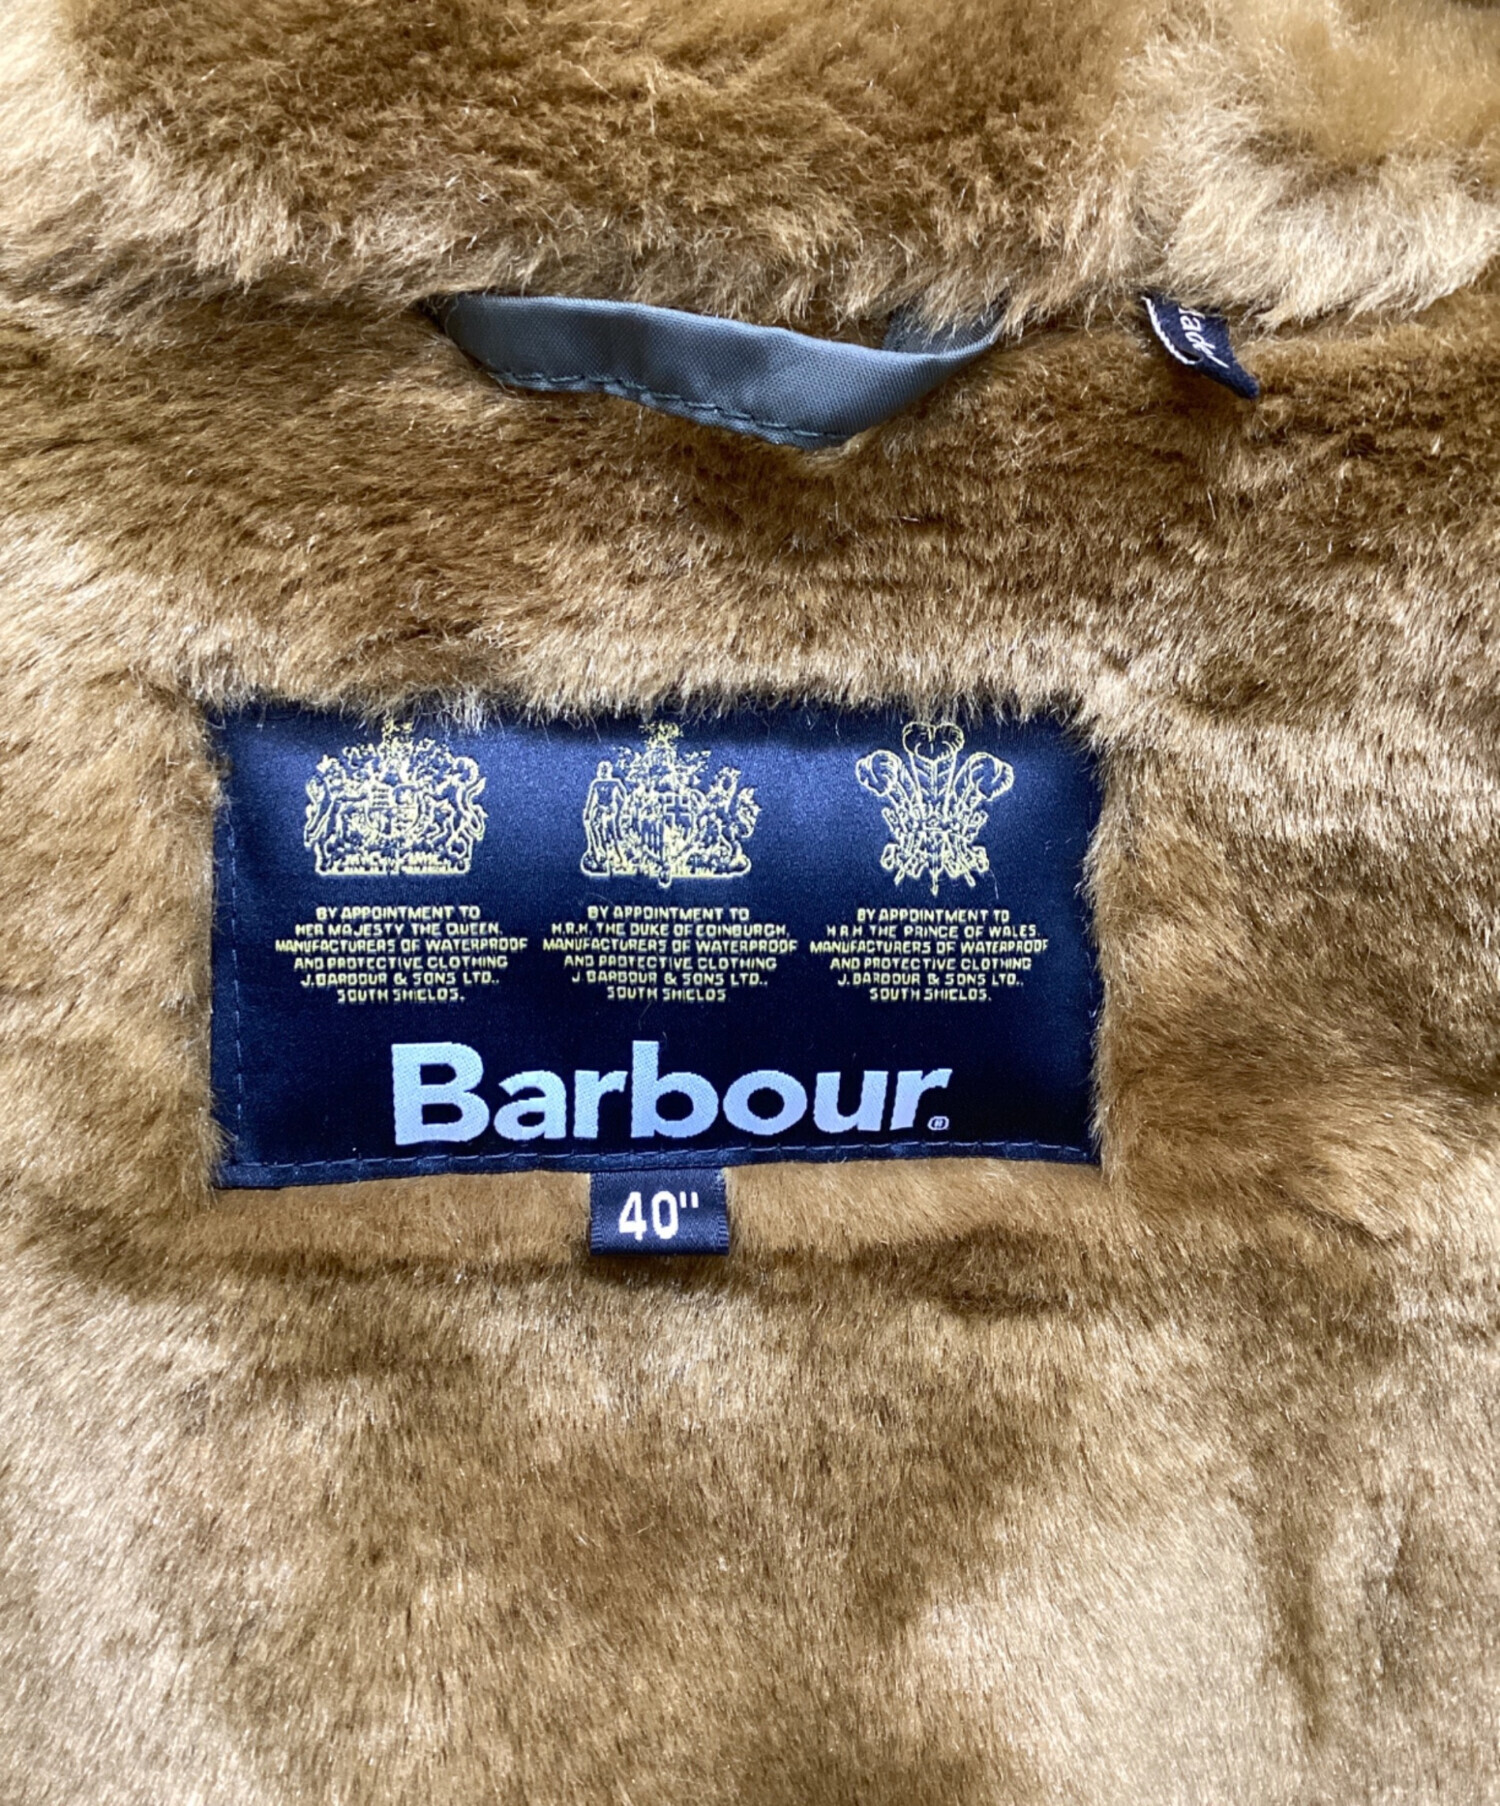 BY APPOINTMENT TO
HER MAJESTY THE QUEEN,
MANUFACTURERS OF WATERPROOF
AND PROTECTIVE CLOTHING
J. BARBOUR & SONS LTD.,
SOUTH SHIELDS.
BY APPOINTMENT TO
H.R.H. THE DUKE OF EDINBURGH,
MANUFACTURERS OF WATERPROOF
AND PROTECTIVE CLOTHING
J. BARBOUR & SONS LTD.,
SOUTH SHIELDS
BY APPOINTMENT TO
H.R.H THE PRINCE OF WALES.
MANUFACTURERS OF WATERPROOF
AND PROTECTIVE CLOTHING
J. BARBOUR & SONS LTD.,
SOUTH SHIELDS.
Barbour®
40"